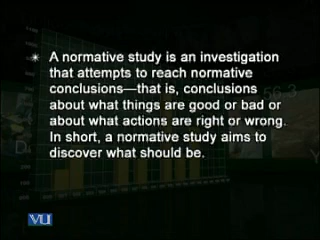 * A normative study is an investigation
that attempts to reach normative
conclusions—that is, conclusions
about what things are good or bad or
about what actions are right or wrong.
In short, a normative study aims to
discover what should be.
VU